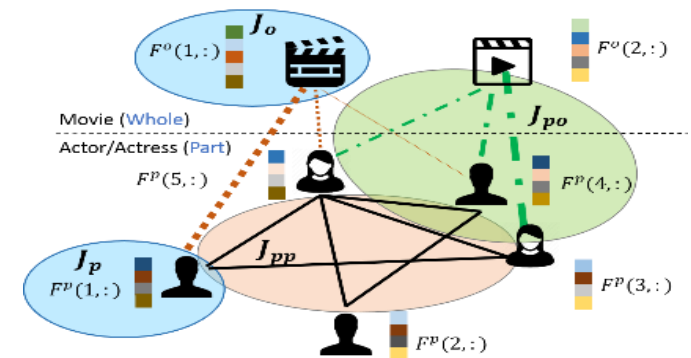 J_o
F^o(1,:)
F^o(2,:)
J_po
Movie (Whole)
Actor/Actress (Part)
F^p(5,:)
F^p(4,:)
J_p
J_pp
F^p(1,:)
F^p(3,:)
F^p(2,:)